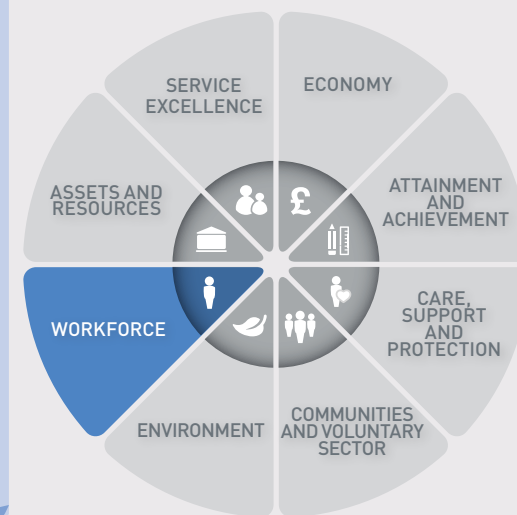 SERVICE
EXCELLENCE
ECONOMY
ATTAINMENT
AND
ACHIEVEMENT
CARE,
SUPPORT
AND
PROTECTION
COMMUNITIES
AND VOLUNTARY
SECTOR
ENVIRONMENT
WORKFORCE
ASSETS AND
RESOURCES
£